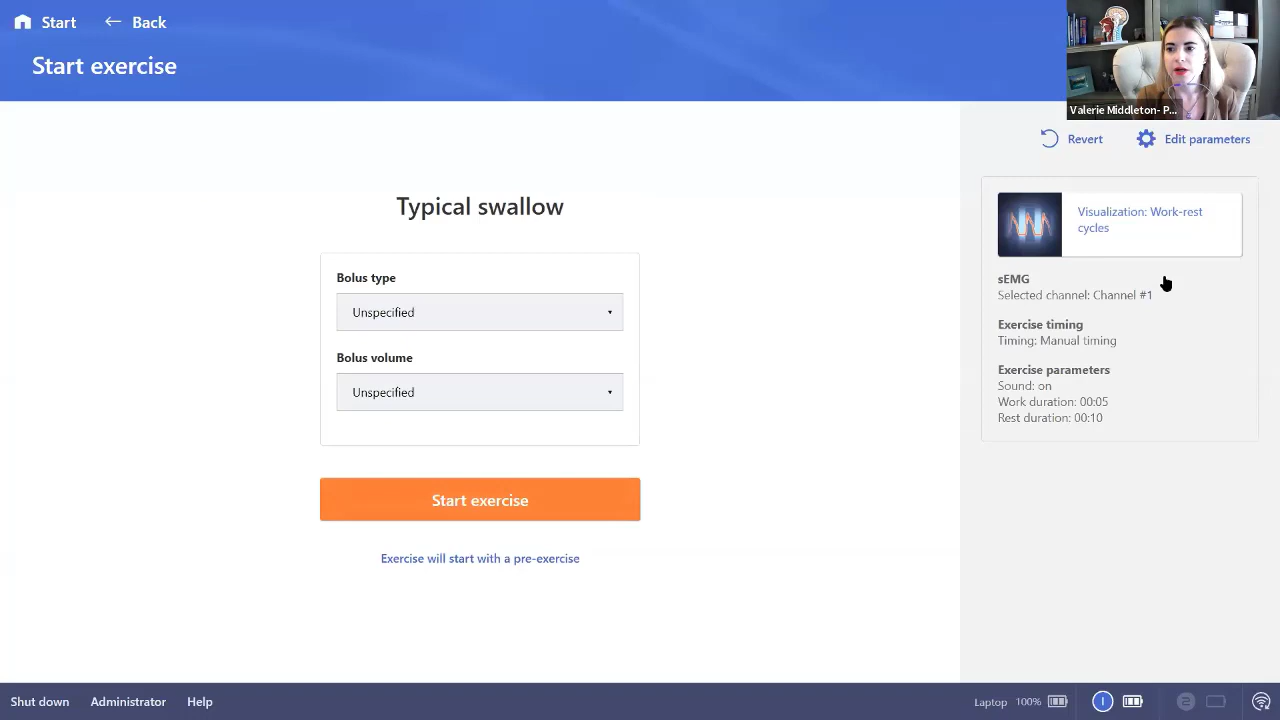 Start
Back
Start exercise
Valerie Middleton- P...
Revert
Edit parameters
Typical swallow
Bolus type
Unspecified
Bolus volume
Unspecified
Start exercise
Exercise will start with a pre-exercise
Visualization: Work-rest
cycles
sEMG
Selected channel: Channel #1
Exercise timing
Timing: Manual timing
Exercise parameters
Sound: on
Work duration: 00:05
Rest duration: 00:10
Shut down
Administrator
Help
Laptop 100%
1
2